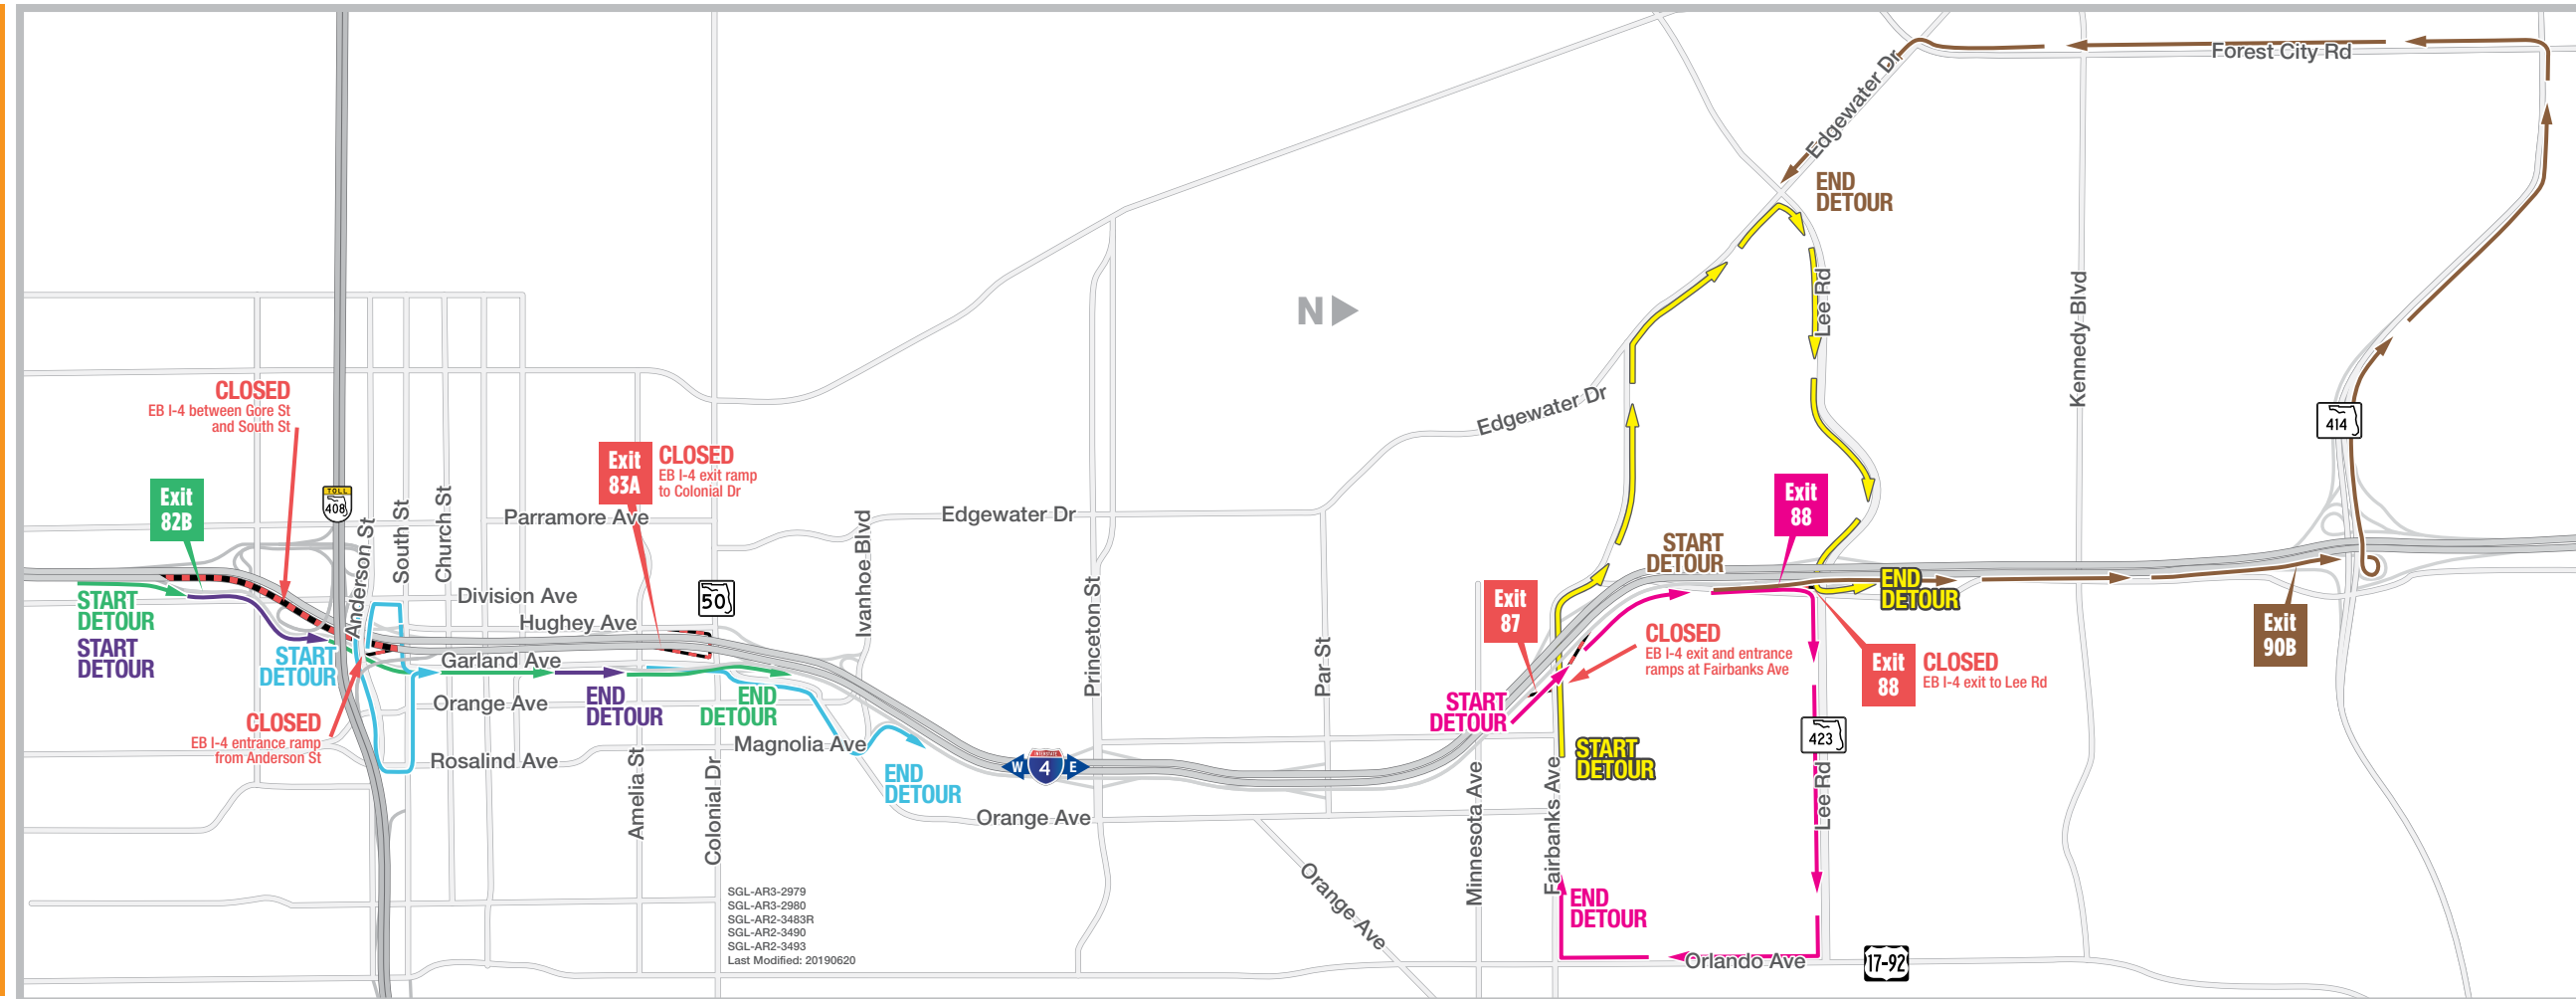 Forest City Rd
Edgewater Dr
END
DETOUR
Lee Rd
Kennedy Blvd
N
CLOSED
EB I-4 between Gore St
and South St
Exit
82B
TOLL
408
Anderson St
South St
Church St
Exit
83A
CLOSED
EB I-4 exit ramp
to Colonial Dr
Parramore Ave
Edgewater Dr
Ivanhoe Blvd
Edgewater Dr
Exit
88
414
START
DETOUR
START
DETOUR
START
DETOUR
Division Ave
Hughey Ave
50
Garland Ave
Orange Ave
END
DETOUR
END
DETOUR
CLOSED
EB I-4 entrance ramp
from Anderson St
Rosalind Ave
Magnolia Ave
END
DETOUR
Amelia St
Colonial Dr
Princeton St
Par St
W
INTERSTATE
4
E
Orange Ave
Orange Ave
START
DETOUR
Exit
87
START
DETOUR
CLOSED
EB I-4 exit and entrance
ramps at Fairbanks Ave
END
DETOUR
Exit
88
CLOSED
EB I-4 exit to Lee Rd
Exit
90B
START
DETOUR
423
Lee Rd
Minnesota Ave
Fairbanks Ave
END
DETOUR
Orlando Ave
17-92
SGL-AR3-2979
SGL-AR3-2980
SGL-AR2-3483R
SGL-AR2-3490
SGL-AR2-3493
Last Modified: 20190620